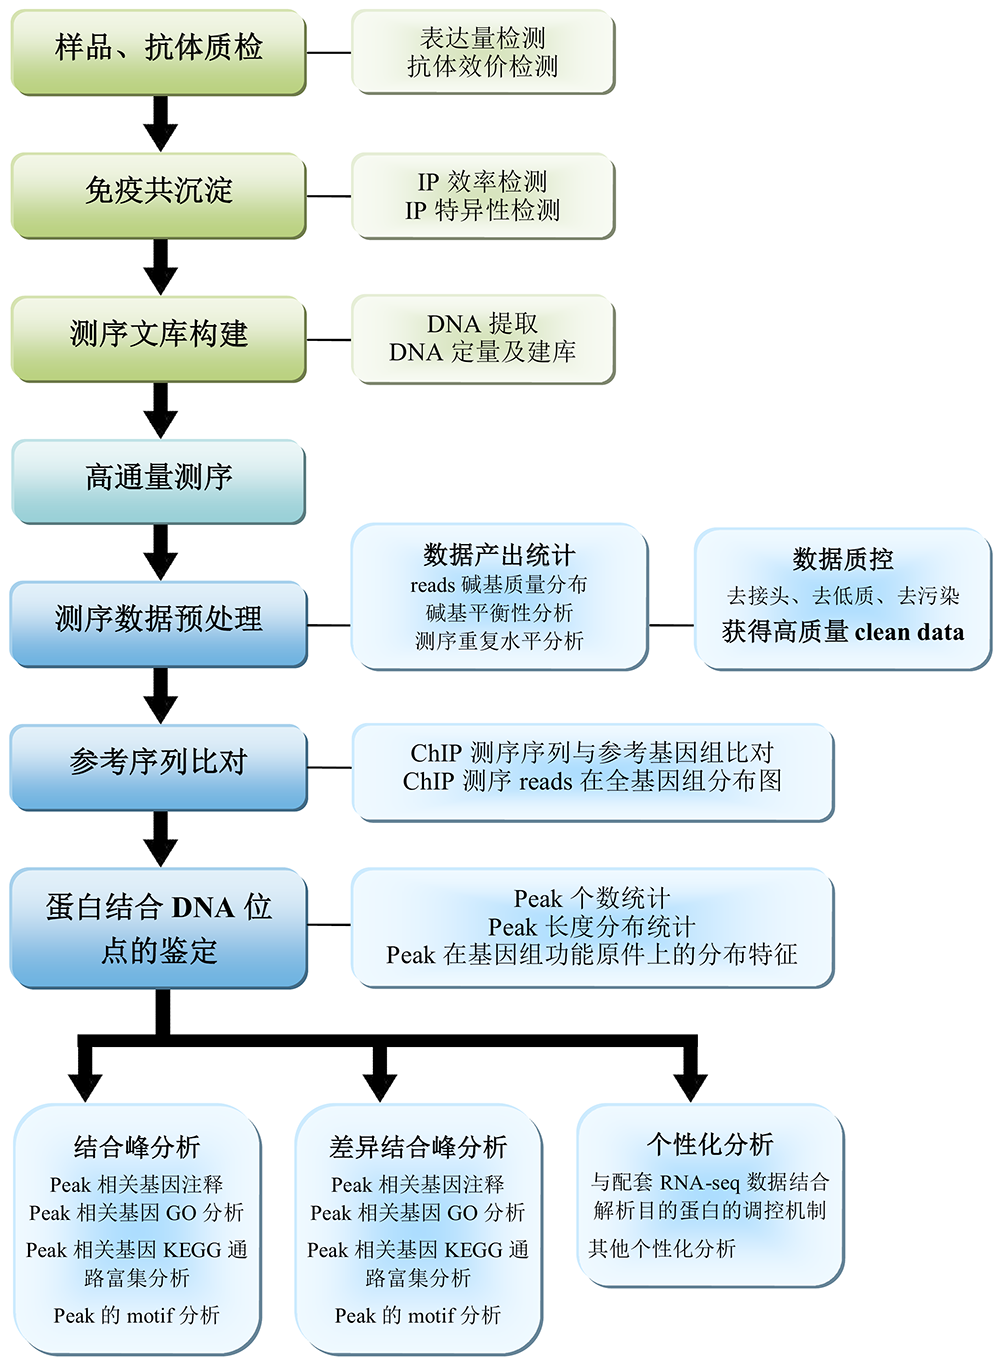 样品、抗体质检
表达量检测
抗体效价检测
免疫共沉淀
IP 效率检测
IP 特异性检测
测序文库构建
DNA 提取
DNA 定量及建库
高通量测序
测序数据预处理
数据产出统计
reads 碱基质量分布
碱基平衡性分析
测序重复水平分析
数据质控
去接头、去低质、去污染
获得高质量 clean data
参考序列比对
ChIP 测序序列与参考基因组比对
ChIP 测序 reads 在全基因组分布图
蛋白结合 DNA 位
点的鉴定
Peak 个数统计
Peak 长度分布统计
Peak 在基因组功能原件上的分布特征
结合峰分析
Peak 相关基因注释
Peak 相关基因 GO 分析
Peak 相关基因 KEGG 通
路富集分析
Peak 的 motif 分析
差异结合峰分析
Peak 相关基因注释
Peak 相关基因 GO 分析
Peak 相关基因 KEGG 通
路富集分析
Peak 的 motif 分析
个性化分析
与配套 RNA-seq 数据结合
解析目的蛋白的调控机制
其他个性化分析